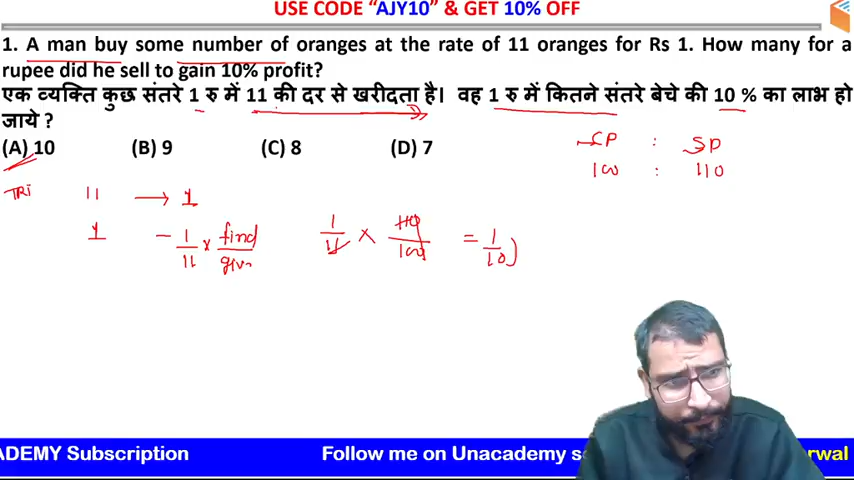 USE CODE "AJY10" & GET 10% OFF
1. A man buy some number of oranges at the rate of 11 oranges for Rs 1. How many for a
rupee did he sell to gain 10% profit?
एक व्यक्ति कुछ संतरे 1 रु में 11 की दर से खरीदता है। वह 1 रु में कितने संतरे बेचे की 10 % का लाभ हो
जाये ?
(A) 10 (B) 9 (C) 8 (D) 7
CP : SP
100 : 110
11 → 1
1 - 1/11 × find/givn 1/11 × 110/100 = 1/10)
ADEMY Subscription Follow me on Unacademy rwal